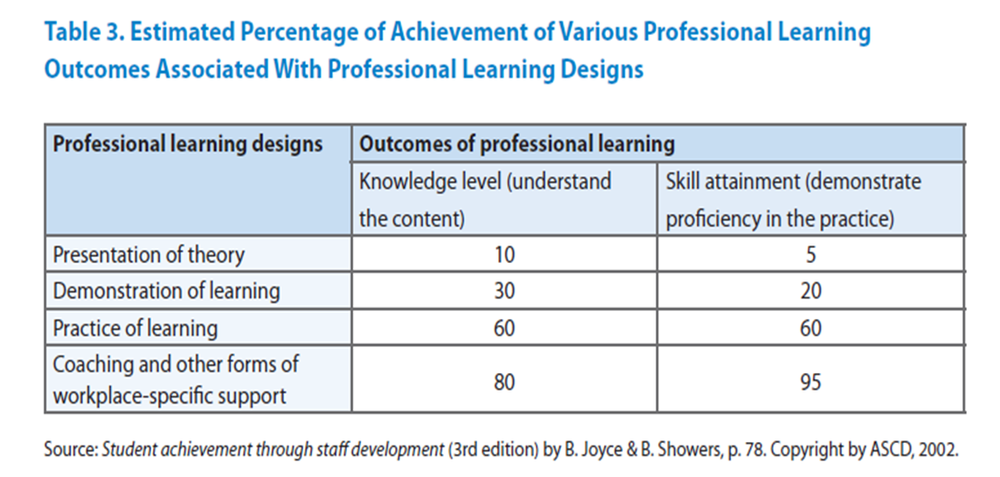 Table 3. Estimated Percentage of Achievement of Various Professional Learning
Outcomes Associated With Professional Learning Designs
Professional learning designs
Outcomes of professional learning
Knowledge level (understand
the content)
Skill attainment (demonstrate
proficiency in the practice)
Presentation of theory 10 5
Demonstration of learning 30 20
Practice of learning 60 60
Coaching and other forms of
workplace-specific support 80 95
Source: Student achievement through staff development (3rd edition) by B. Joyce & B. Showers, p. 78. Copyright by ASCD, 2002.